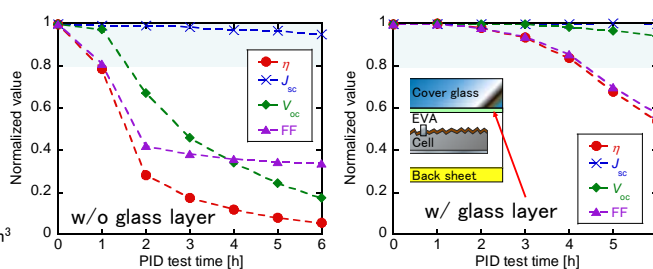 Normalized value
1
0.8
0.6
0.4
0.2
0
η
Jsc
Voc
FF
w/o glass layer
0 1 2 3 4 5 6
PID test time [h]
m³
Normalized value
1.0
0.8
0.6
0.4
0.2
0
Cover glass
EVA
Cell
Back sheet
η
Jsc
Voc
FF
w/ glass layer
0 1 2 3 4 5 6
PID test time [h]